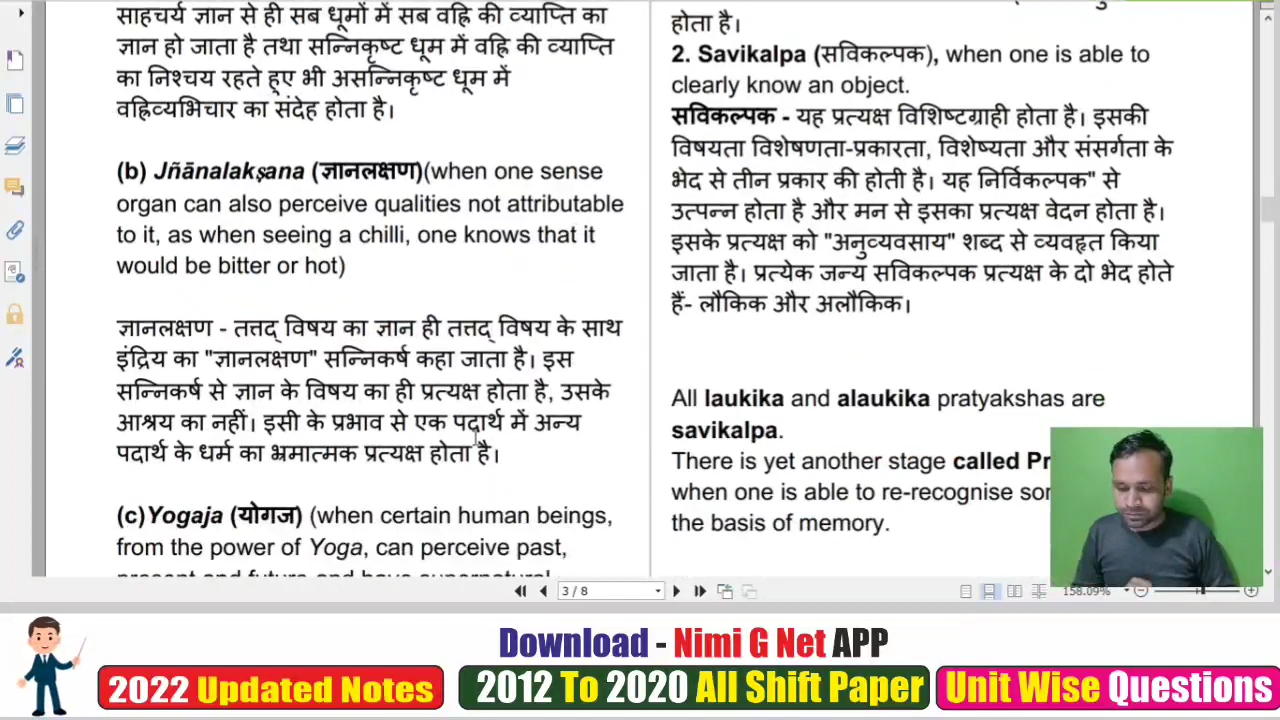 साहचर्य ज्ञान से ही सब धूमों में सब वह्नि की व्याप्ति का
ज्ञान हो जाता है तथा सन्निकृष्ट धूम में वह्नि की व्याप्ति
का निश्चय रहते हुए भी असन्निकृष्ट धूम में
वह्निव्यभिचार का संदेह होता है।
(b) Jñānalakṣana (ज्ञानलक्षण)(when one sense
organ can also perceive qualities not attributable
to it, as when seeing a chilli, one knows that it
would be bitter or hot)
ज्ञानलक्षण - तत्तद् विषय का ज्ञान ही तत्तद् विषय के साथ
इंद्रिय का "ज्ञानलक्षण" सन्निकर्ष कहा जाता है। इस
सन्निकर्ष से ज्ञान के विषय का ही प्रत्यक्ष होता है, उसके
आश्रय का नहीं। इसी के प्रभाव से एक पदार्थ में अन्य
पदार्थ के धर्म का भ्रमात्मक प्रत्यक्ष होता है।
(c)Yogaja (योगज) (when certain human beings,
from the power of Yoga, can perceive past,
present and future and have supernatural
होता है।
2. Savikalpa (सविकल्पक), when one is able to
clearly know an object.
सविकल्पक - यह प्रत्यक्ष विशिष्टग्राही होता है। इसकी
विषयता विशेषणता-प्रकारता, विशेष्यता और संसर्गता के
भेद से तीन प्रकार की होती है। यह निर्विकल्पक" से
उत्पन्न होता है और मन से इसका प्रत्यक्ष वेदन होता है।
इसके प्रत्यक्ष को "अनुव्यवसाय" शब्द से व्यवहृत किया
जाता है। प्रत्येक जन्य सविकल्पक प्रत्यक्ष के दो भेद होते
हैं- लौकिक और अलौकिक।
All laukika and alaukika pratyakshas are
savikalpa.
There is yet another stage called Pr
when one is able to re-recognise som
the basis of memory.
3 / 8
158.09%
Download - Nimi G Net APP
2022 Updated Notes
2012 To 2020 All Shift Paper
Unit Wise Questions